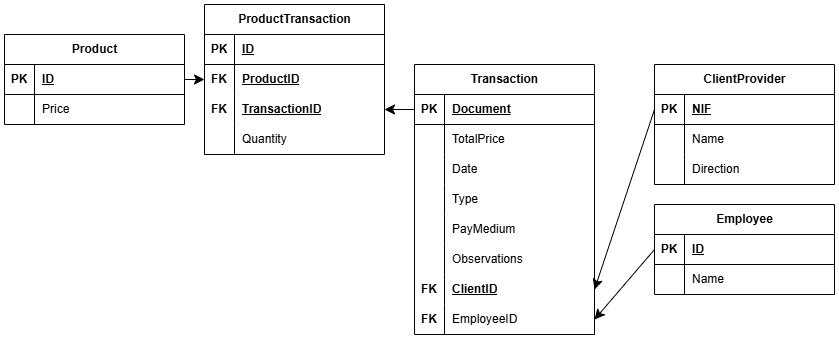 Product
PK ID
Price
ProductTransaction
PK ID
FK ProductID
FK TransactionID
Quantity
Transaction
PK Document
TotalPrice
Date
Type
PayMedium
Observations
FK ClientID
FK EmployeeID
ClientProvider
PK NIF
Name
Direction
Employee
PK ID
Name